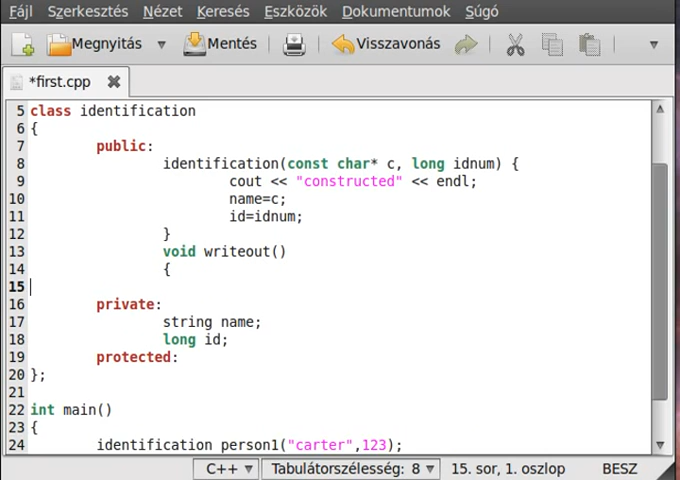 Fájl Szerkesztés Nézet Keresés Eszközök Dokumentumok Súgó
Megnyitás Mentés Visszavonás
*first.cpp
5 class identification
6 {
7 public:
8 identification(const char* c, long idnum) {
9 cout << "constructed" << endl;
10 name=c;
11 id=idnum;
12 }
13 void writeout()
14 {
15
16 private:
17 string name;
18 long id;
19 protected:
20 };
21
22 int main()
23 {
24 identification person1("carter",123);
C++ Tabulátorszélesség: 8 15. sor, 1. oszlop BESZ